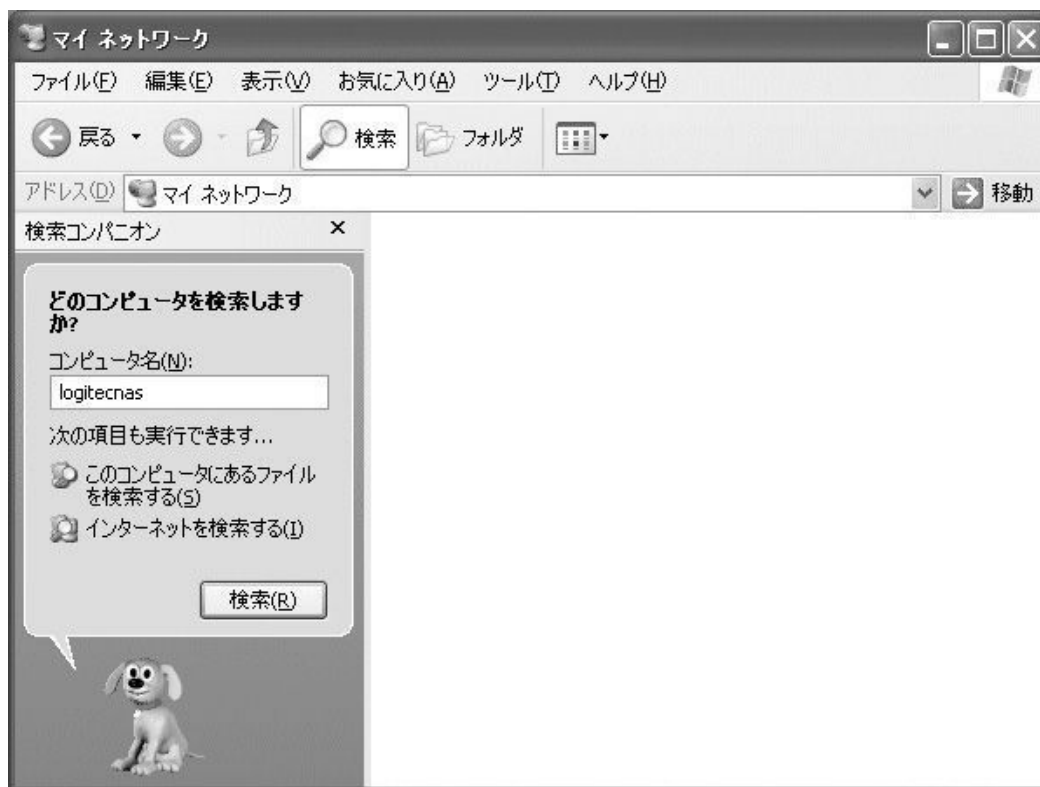 マイ ネットワーク
ファイル(F) 編集(E) 表示(V) お気に入り(A) ツール(T) ヘルプ(H)
戻る 検索 フォルダ
アドレス(D) マイ ネットワーク 移動
検索コンパニオン
どのコンピュータを検索します
か?
コンピュータ名(N):
logitecnas
次の項目も実行できます...
このコンピュータにあるファイル
を検索する(S)
インターネットを検索する(I)
検索(R)